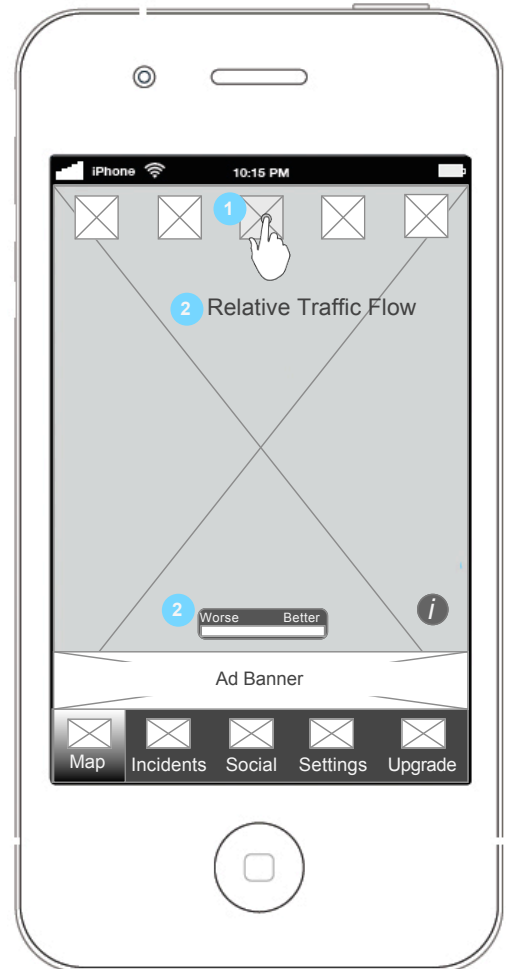 iPhone 10:15 PM
1
2 Relative Traffic Flow
2 Worse Better
i
Ad Banner
Map Incidents Social Settings Upgrade